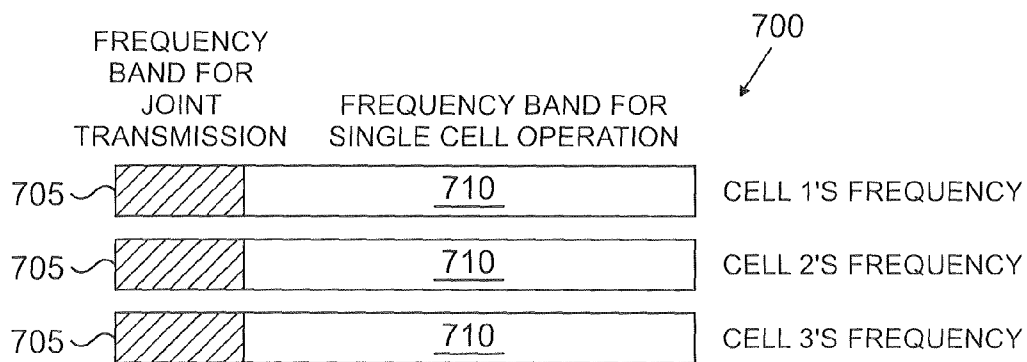 700
FREQUENCY
BAND FOR
JOINT
TRANSMISSION
FREQUENCY BAND FOR
SINGLE CELL OPERATION
705 710 CELL 1'S FREQUENCY
705 710 CELL 2'S FREQUENCY
705 710 CELL 3'S FREQUENCY